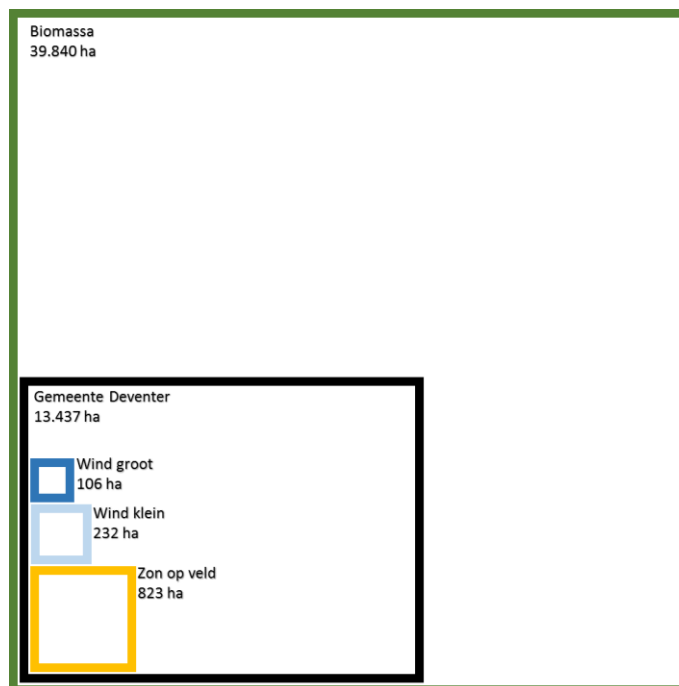 Biomassa
39.840 ha
Gemeente Deventer
13.437 ha
Wind groot
106 ha
Wind klein
232 ha
Zon op veld
823 ha